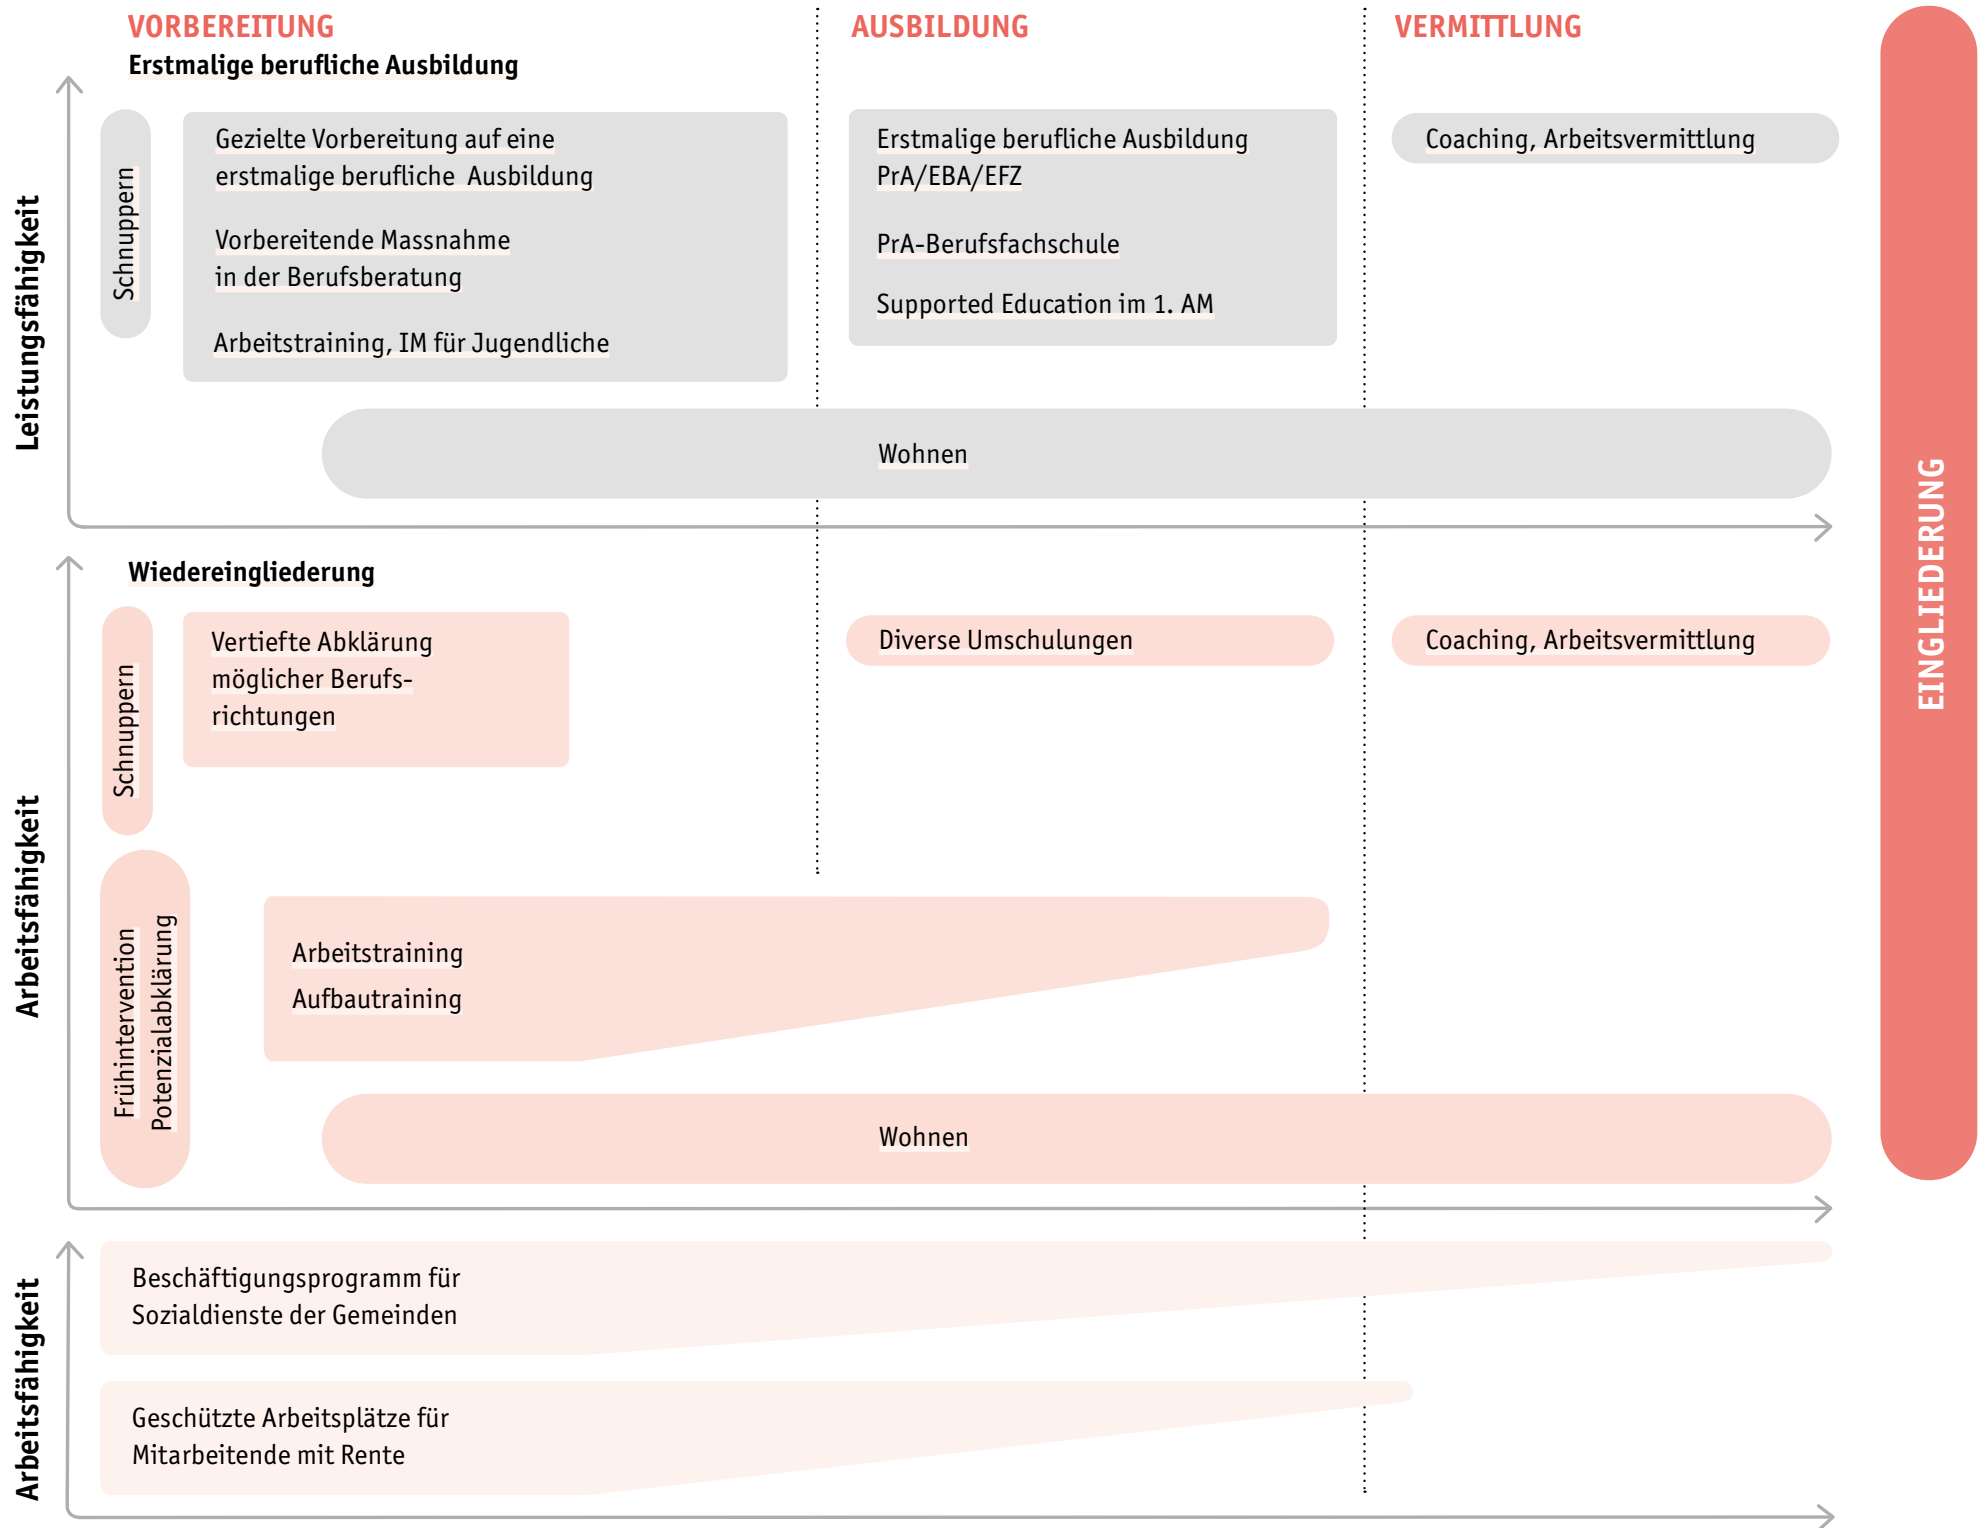 VORBEREITUNG
AUSBILDUNG
VERMITTLUNG
Erstmalige berufliche Ausbildung
Leistungsfähigkeit
Schnuppern
Gezielte Vorbereitung auf eine
erstmalige berufliche Ausbildung
Vorbereitende Massnahme
in der Berufsberatung
Arbeitstraining, IM für Jugendliche
Erstmalige berufliche Ausbildung
PrA/EBA/EFZ
PrA-Berufsfachschule
Supported Education im 1. AM
Coaching, Arbeitsvermittlung
Wohnen
EINGLIEDERUNG
Wiedereingliederung
Arbeitsfähigkeit
Schnuppern
Vertiefte Abklärung
möglicher Berufs-
richtungen
Diverse Umschulungen
Coaching, Arbeitsvermittlung
Frühintervention
Potenzialabklärung
Arbeitstraining
Aufbautraining
Wohnen
Arbeitsfähigkeit
Beschäftigungsprogramm für
Sozialdienste der Gemeinden
Geschützte Arbeitsplätze für
Mitarbeitende mit Rente